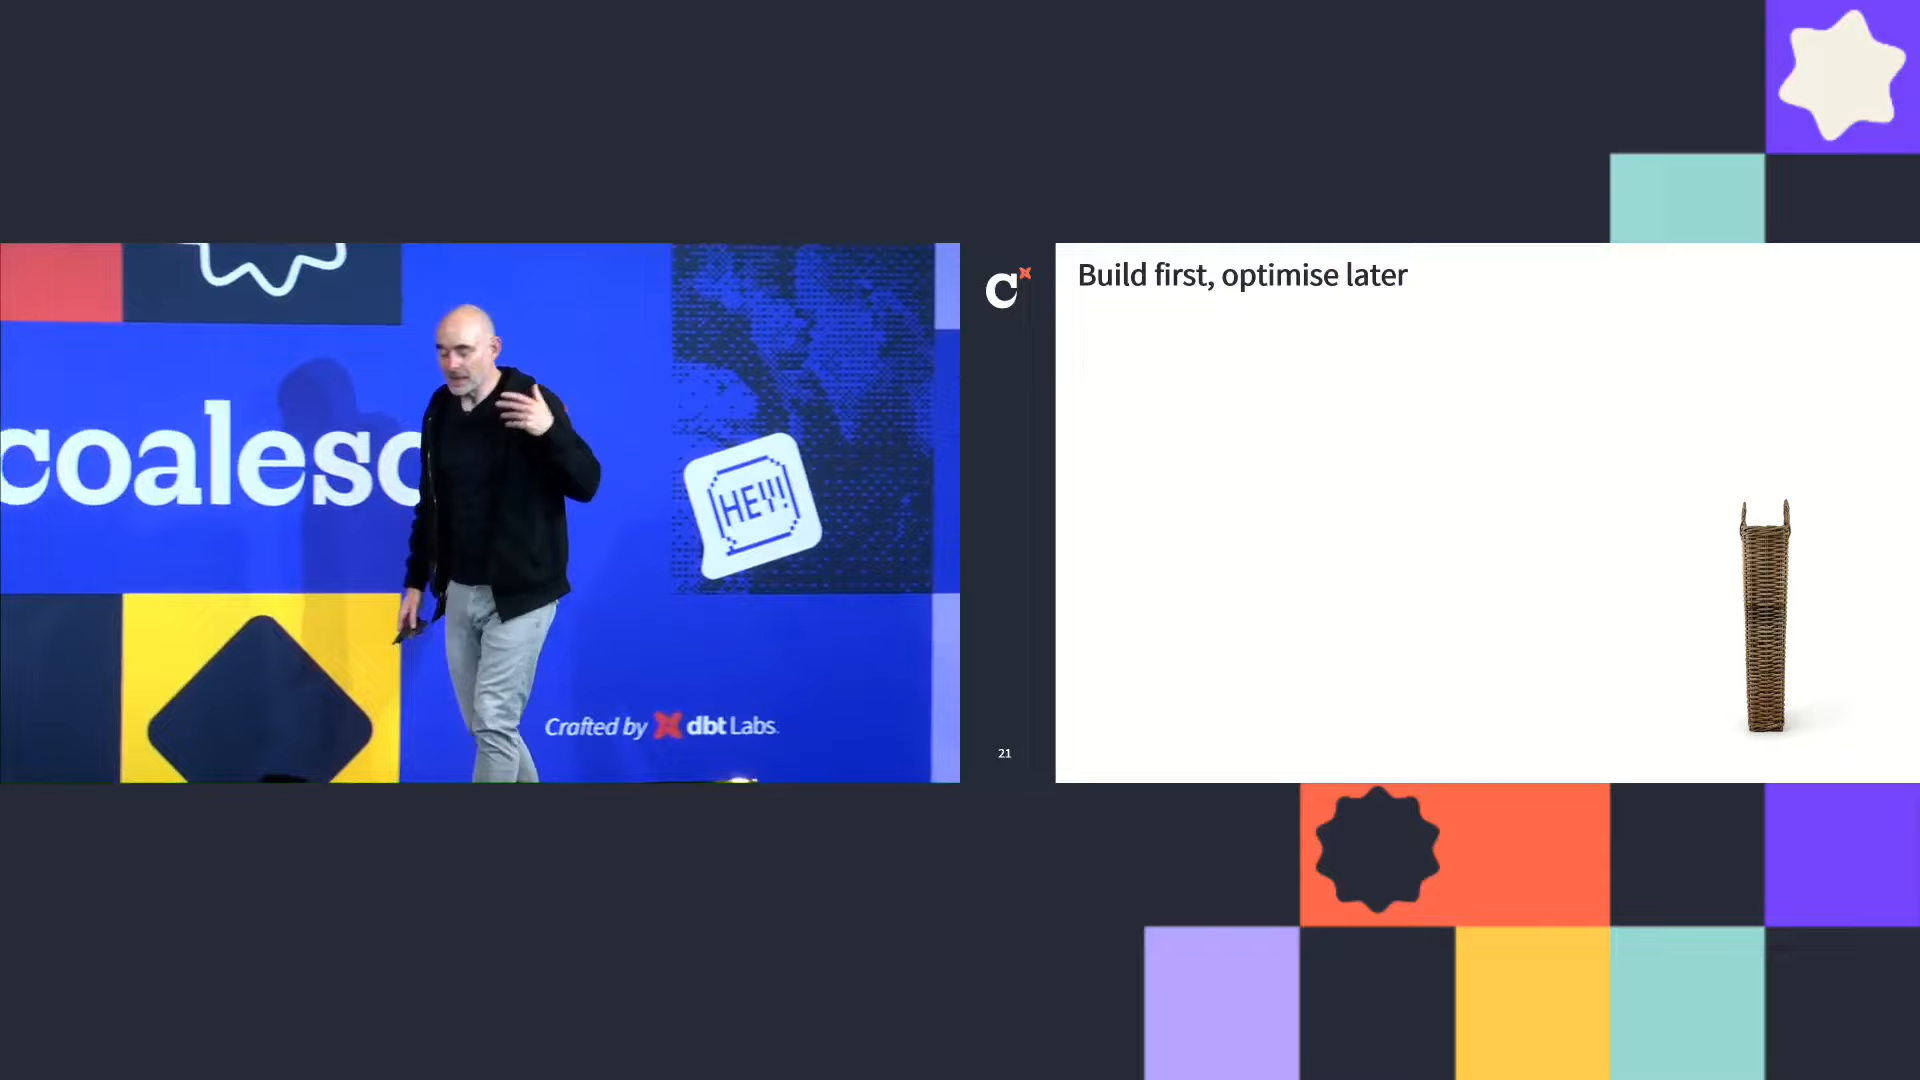 coalesc
HEY!
Crafted by dbt Labs.
C
Build first, optimise later
21